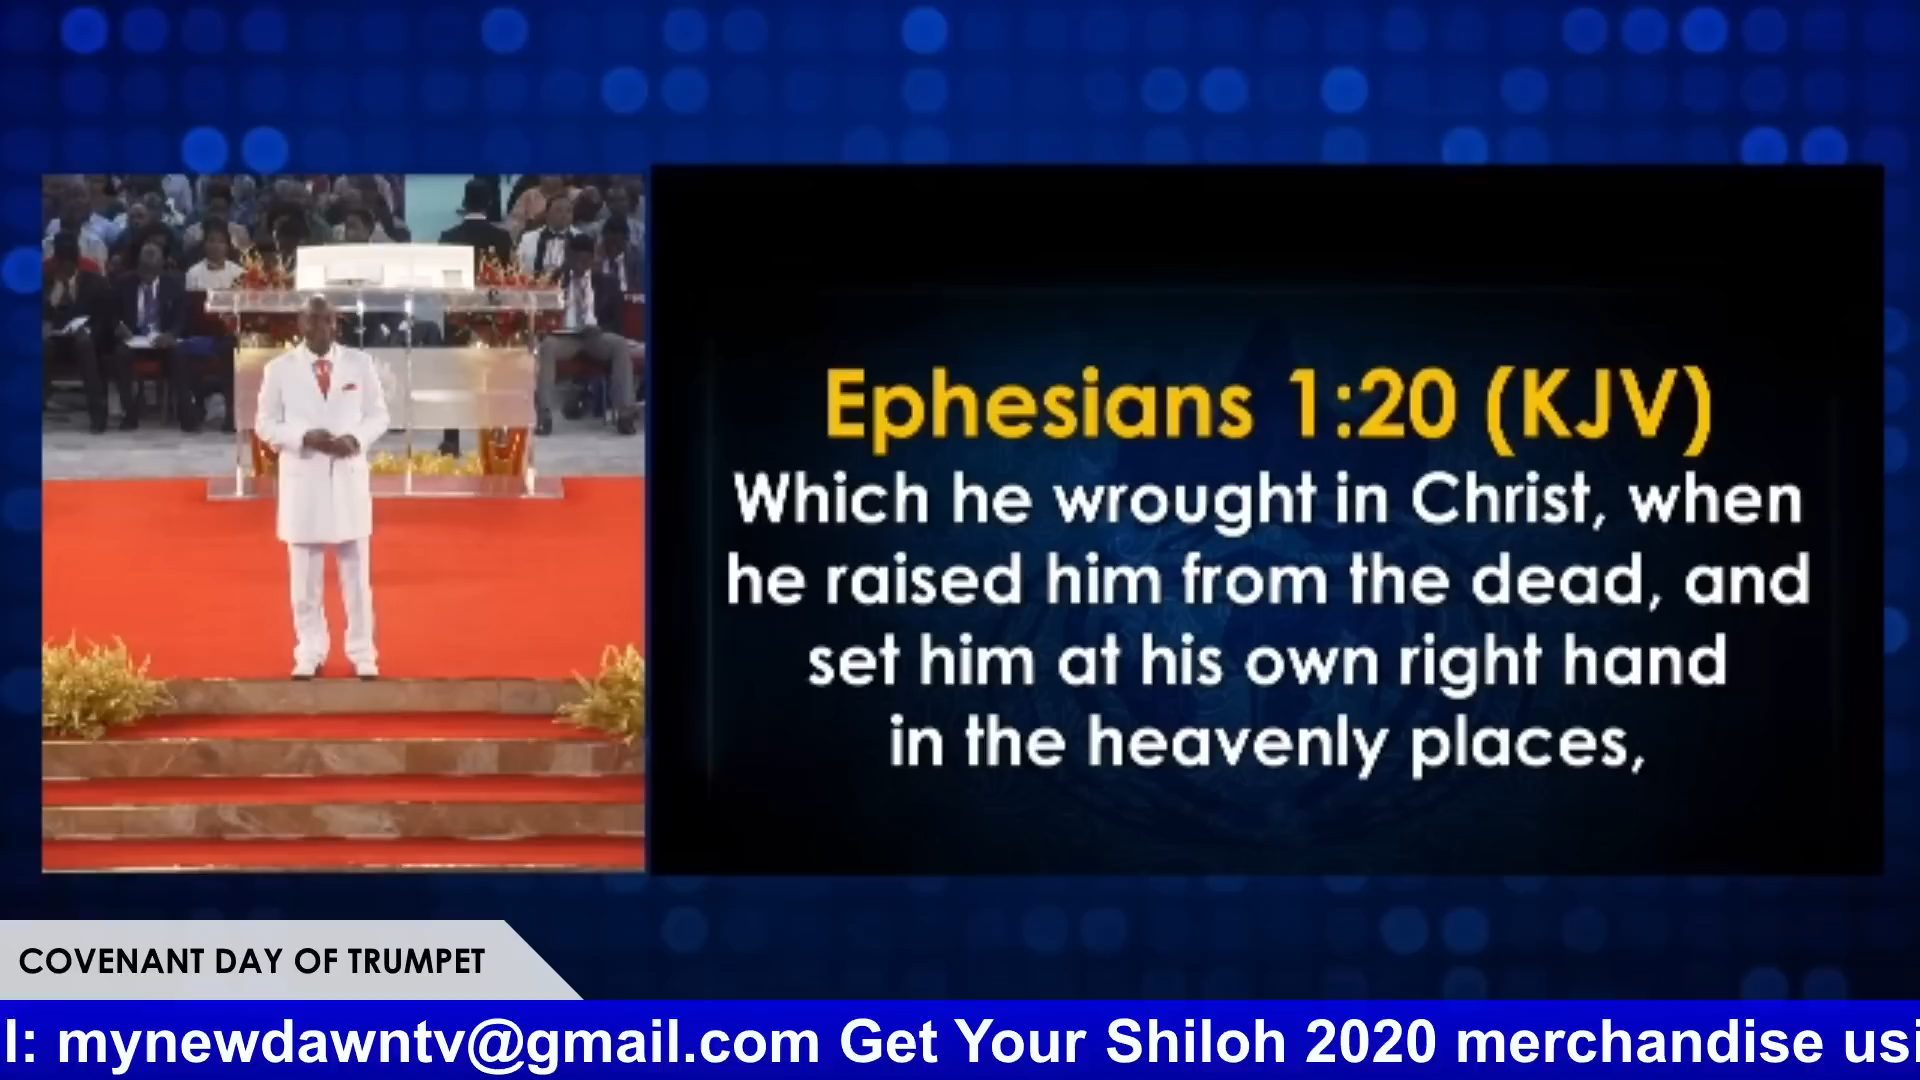 Ephesians 1:20 (KJV)
Which he wrought in Christ, when
he raised him from the dead, and
set him at his own right hand
in the heavenly places,
COVENANT DAY OF TRUMPET
l: mynewdawntv@gmail.com Get Your Shiloh 2020 merchandise usi